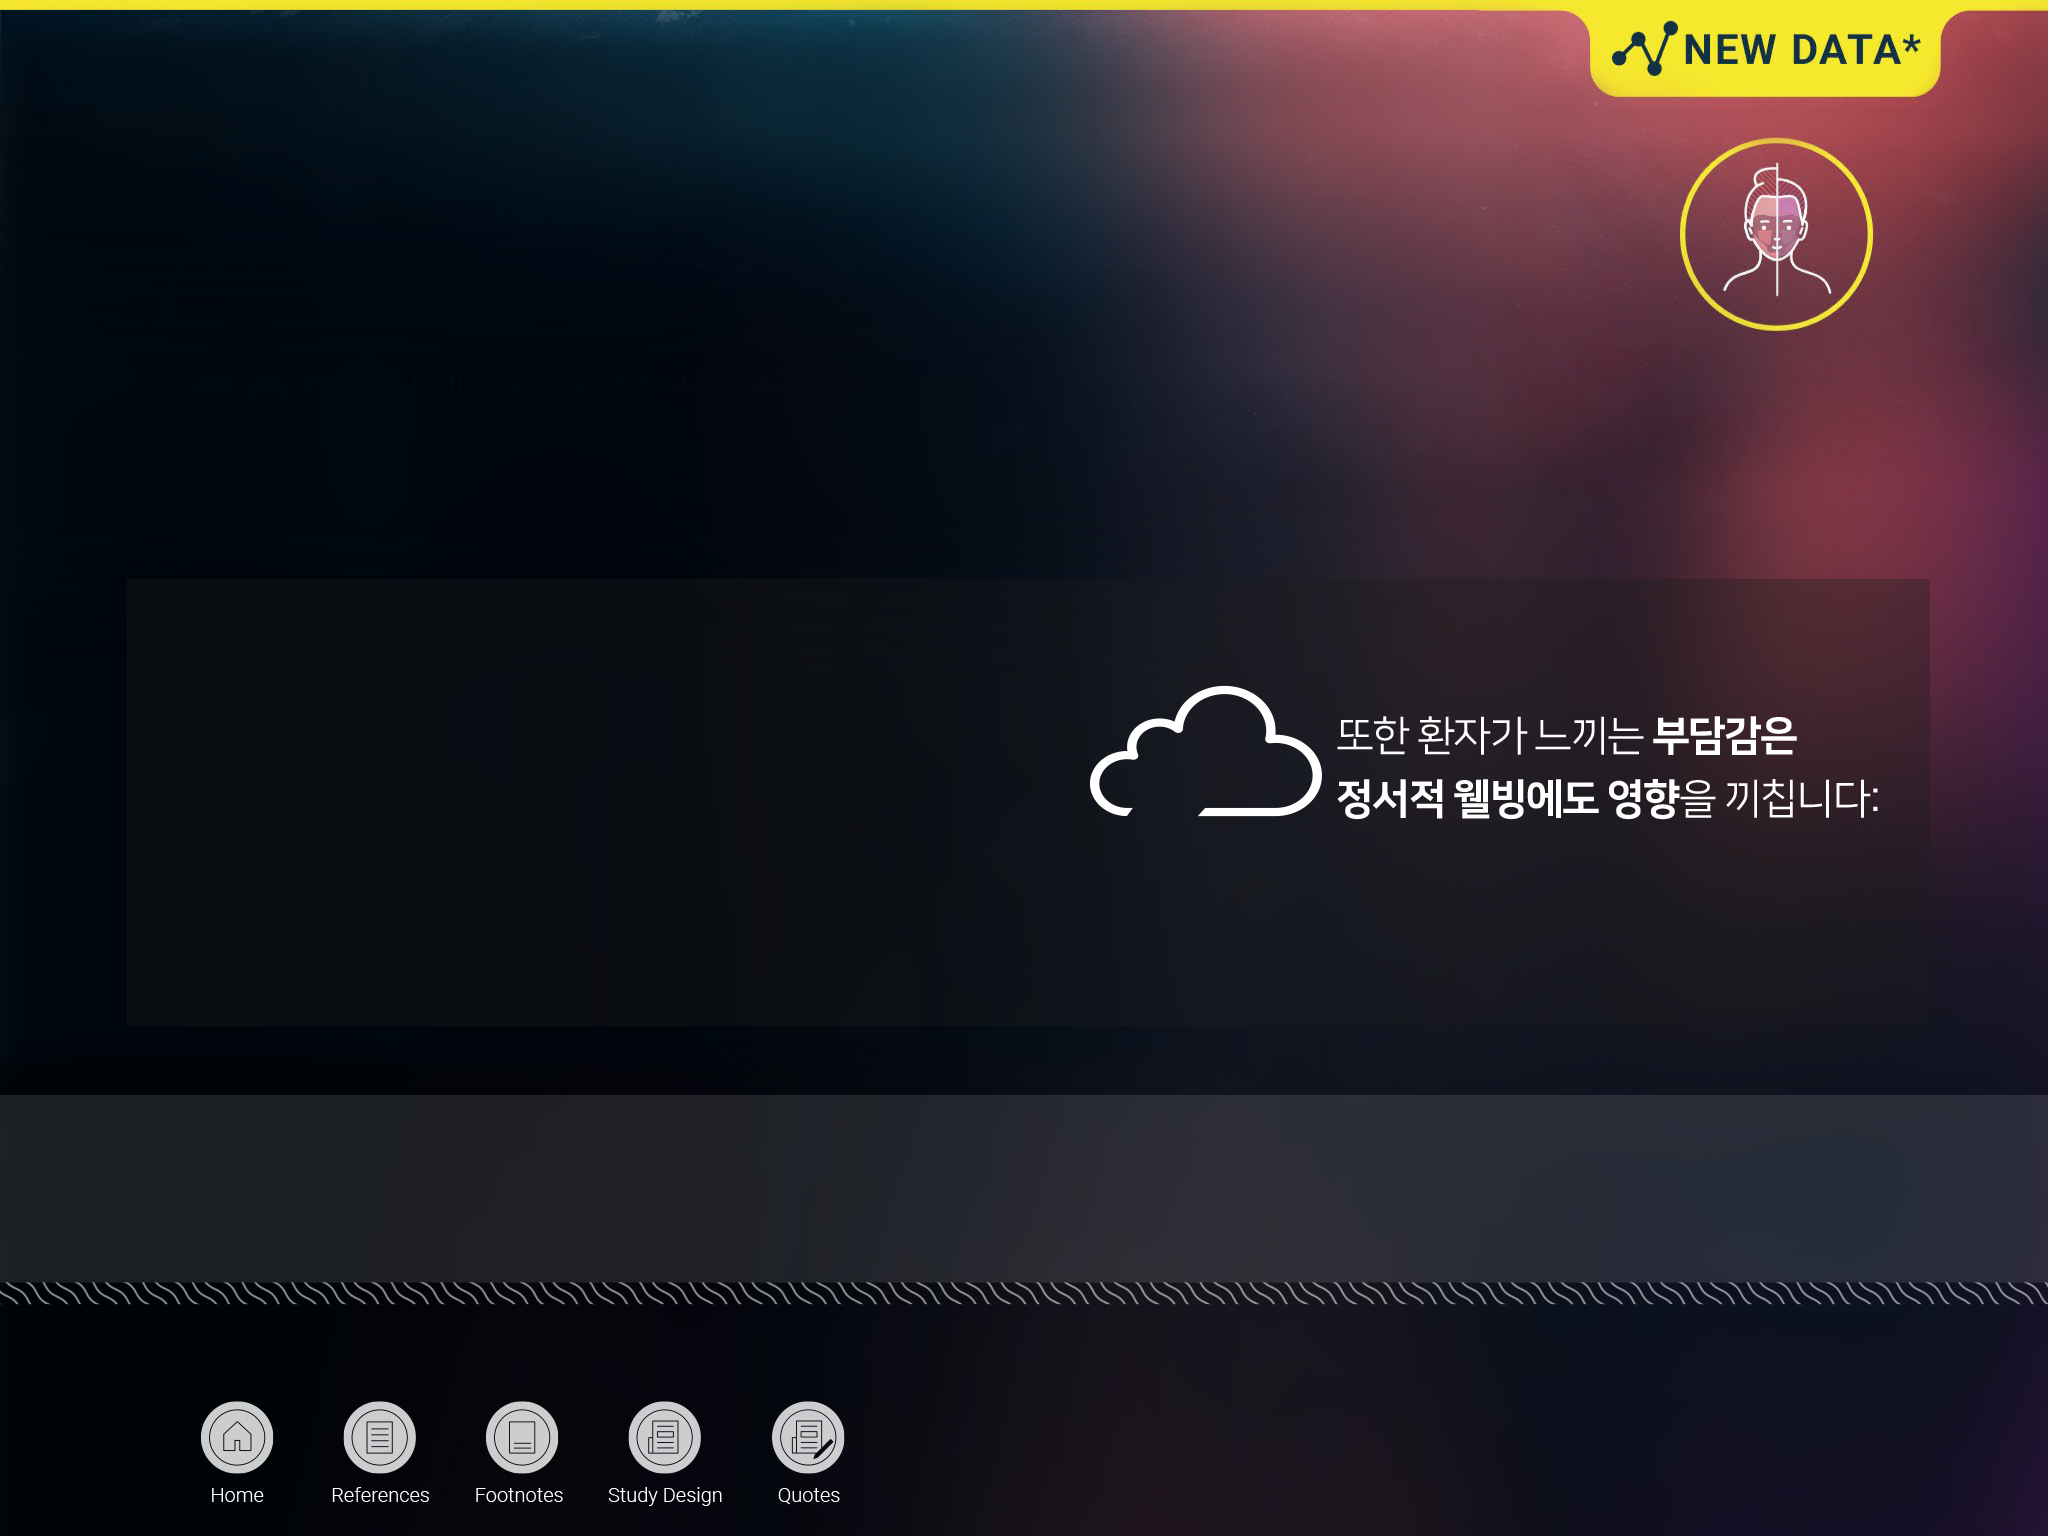 NEW DATA*
또한 환자가 느끼는 부담감은
정서적 웰빙에도 영향을 끼칩니다:
Home
References
Footnotes
Study Design
Quotes